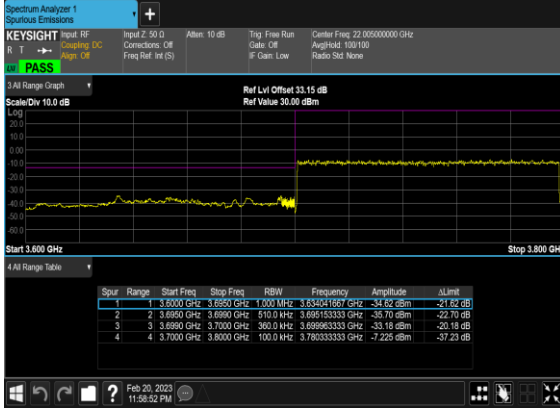 Spectrum Analyzer 1
Spurious Emissions
+
KEYSIGHT Input: RF Input Z: 50 Ω Atten: 10 dB Trig: Free Run Center Freq: 22.005000000 GHz
R T Coupling: DC Corrections: Off Gate: Off Avg|Hold: 100/100
Align: Off Freq Ref: Int (S) IF Gain: Low Radio Std: None
PASS
3 All Range Graph
Ref Lvl Offset 33.15 dB
Scale/Div 10.0 dB Ref Value 30.00 dBm
Log
20.0
10.0
0.00
-10.0
-20.0
-30.0
-40.0
-50.0
-60.0
Start 3.600 GHz Stop 3.800 GH
4 All Range Table
Spur Range Start Freq Stop Freq RBW Frequency Amplitude ΔLimit
1 1 3.6000 GHz 3.6950 GHz 1.000 MHz 3.634041667 GHz -34.62 dBm -21.62 dB
2 2 3.6950 GHz 3.6990 GHz 510.0 kHz 3.695153333 GHz -35.70 dBm -22.70 dB
3 3 3.6990 GHz 3.7000 GHz 360.0 kHz 3.699963333 GHz -33.18 dBm -20.18 dB
4 4 3.7000 GHz 3.8000 GHz 100.0 kHz 3.780333333 GHz -7.225 dBm -37.23 dB
? Feb 20, 2023
11:58:52 PM